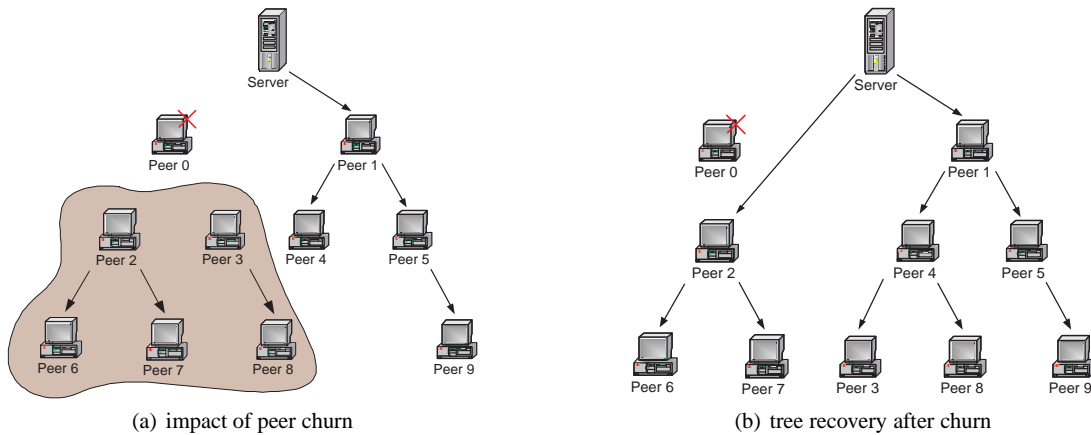 Server
Peer 0
Peer 1
Peer 2
Peer 3
Peer 4
Peer 5
Peer 6
Peer 7
Peer 8
Peer 9
(a) impact of peer churn
Server
Peer 0
Peer 1
Peer 2
Peer 4
Peer 5
Peer 6
Peer 7
Peer 3
Peer 8
Peer 9
(b) tree recovery after churn